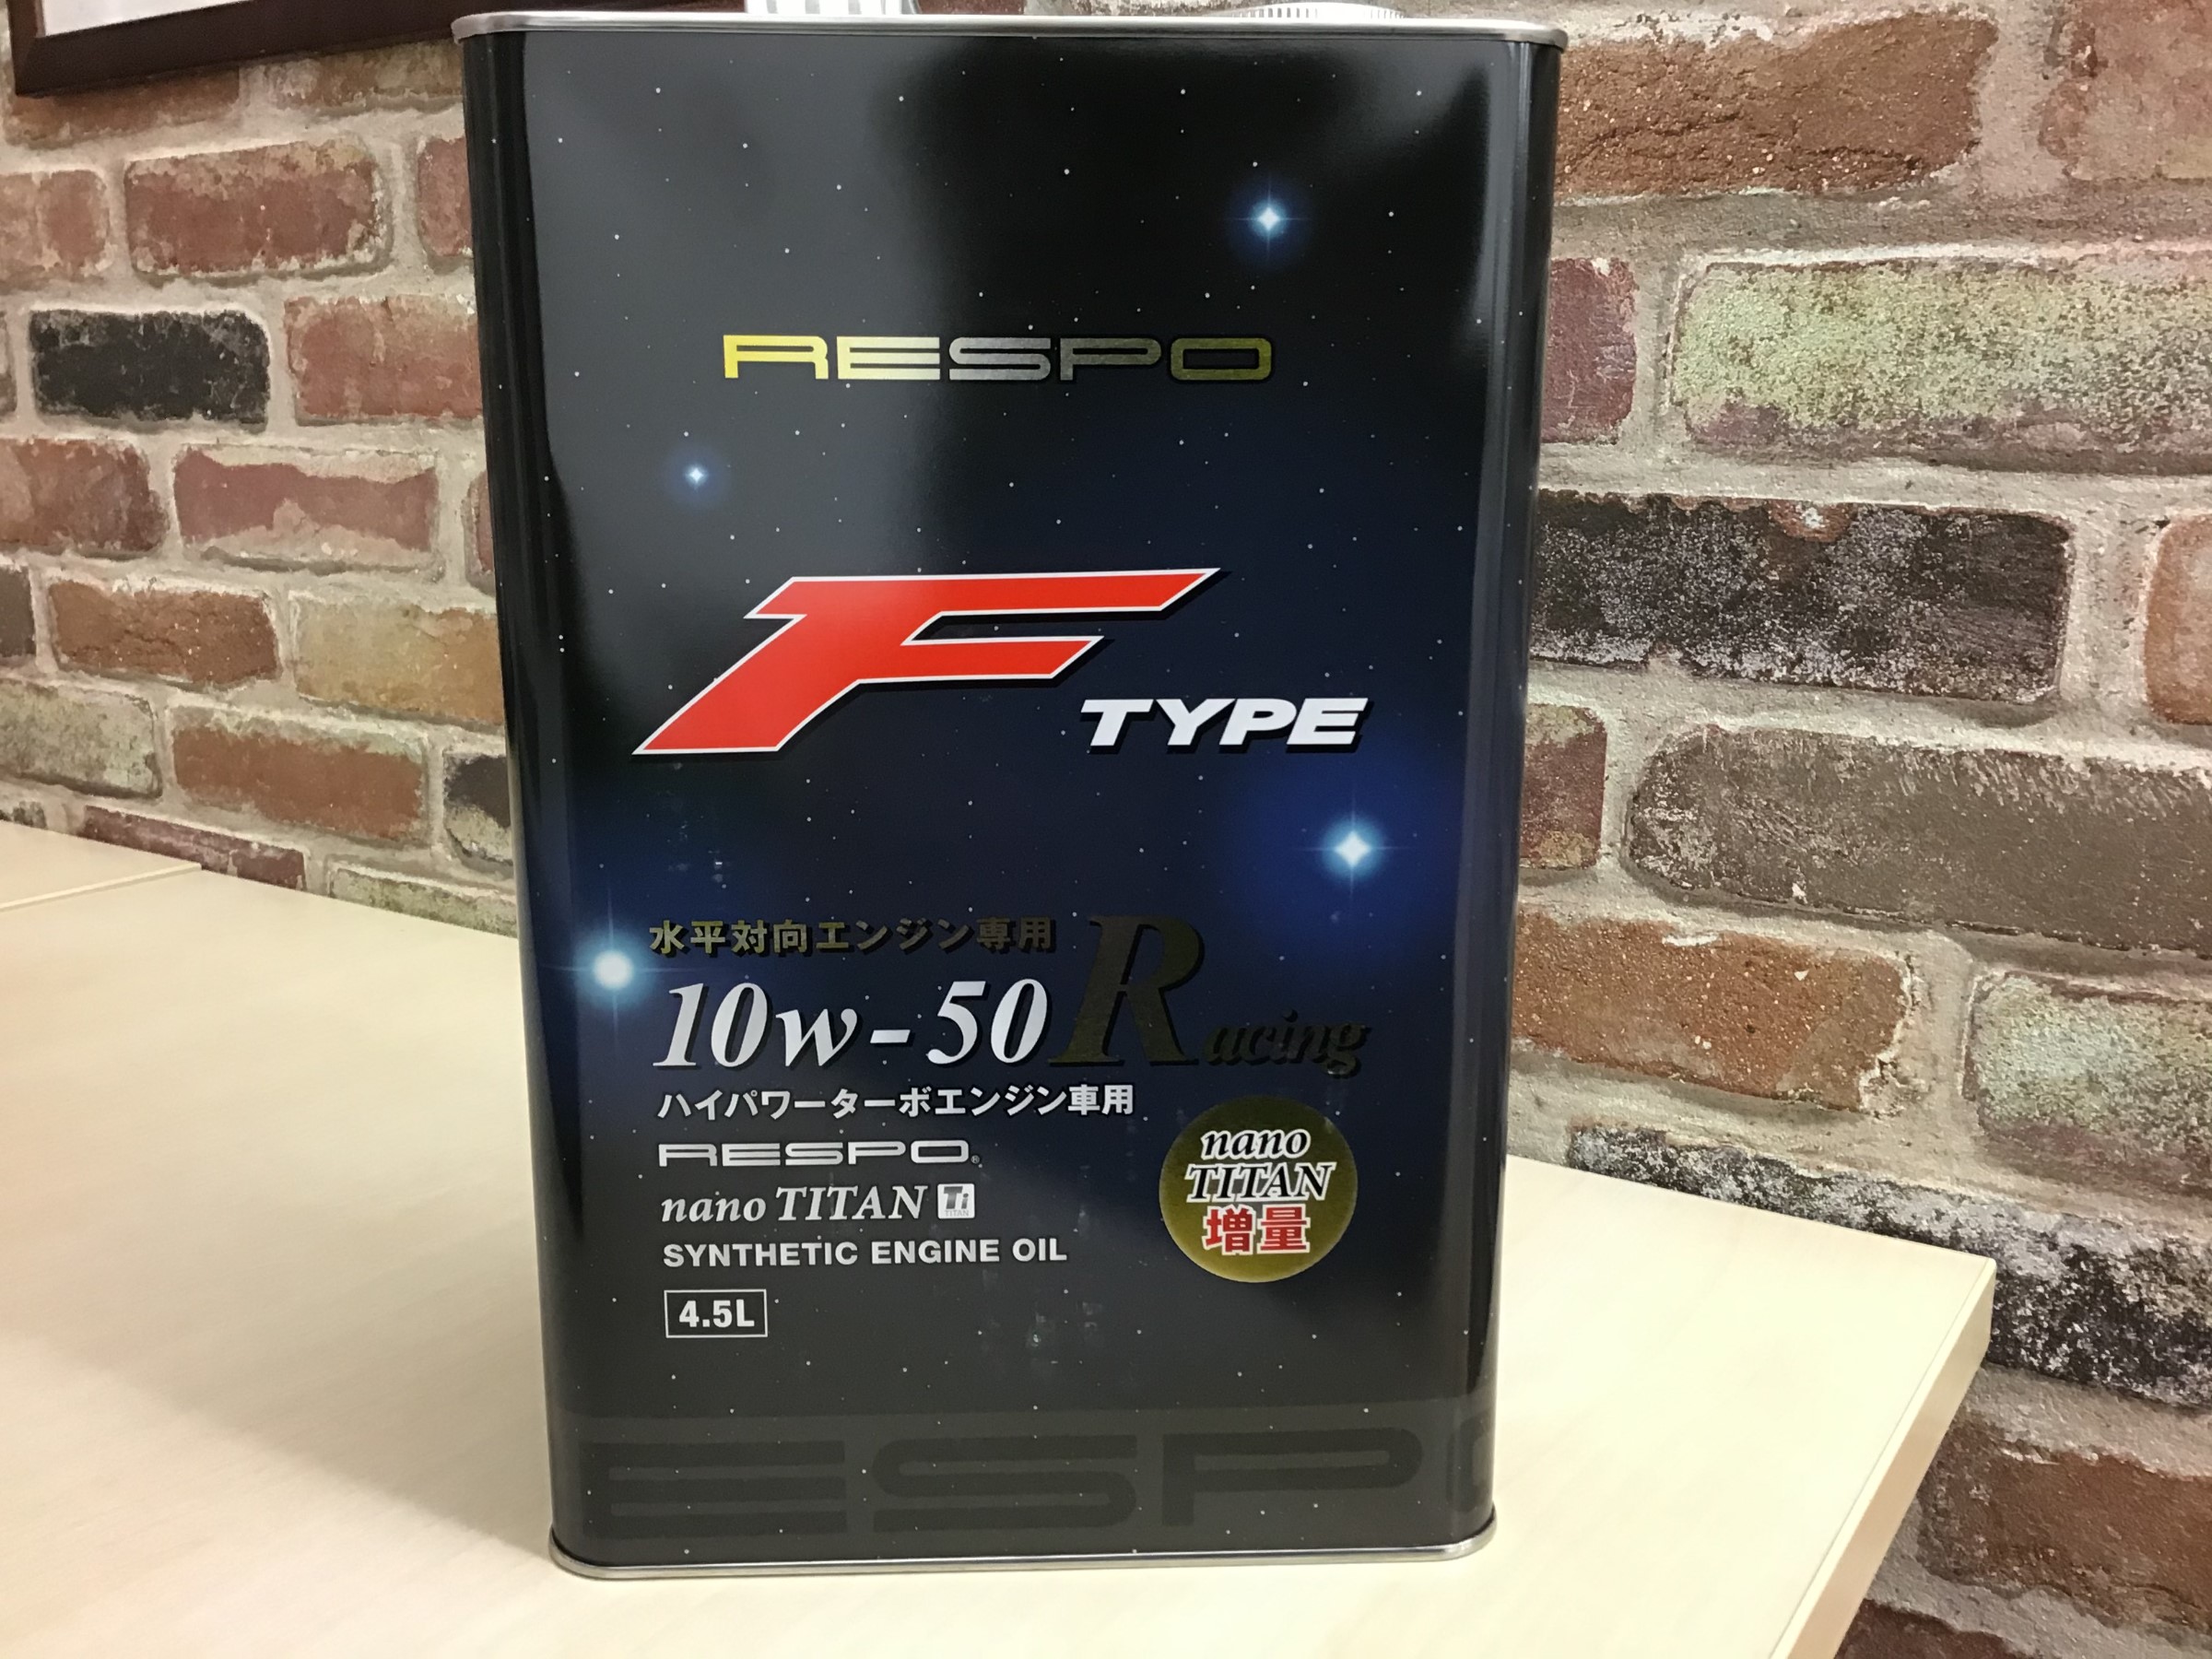 RESPO
F TYPE
水平対向エンジン専用
10w-50 Racing
ハイパワーターボエンジン車用
RESPO®
nano TITAN Ti TITAN
SYNTHETIC ENGINE OIL
4.5L
nano
TITAN
増量
ESPO